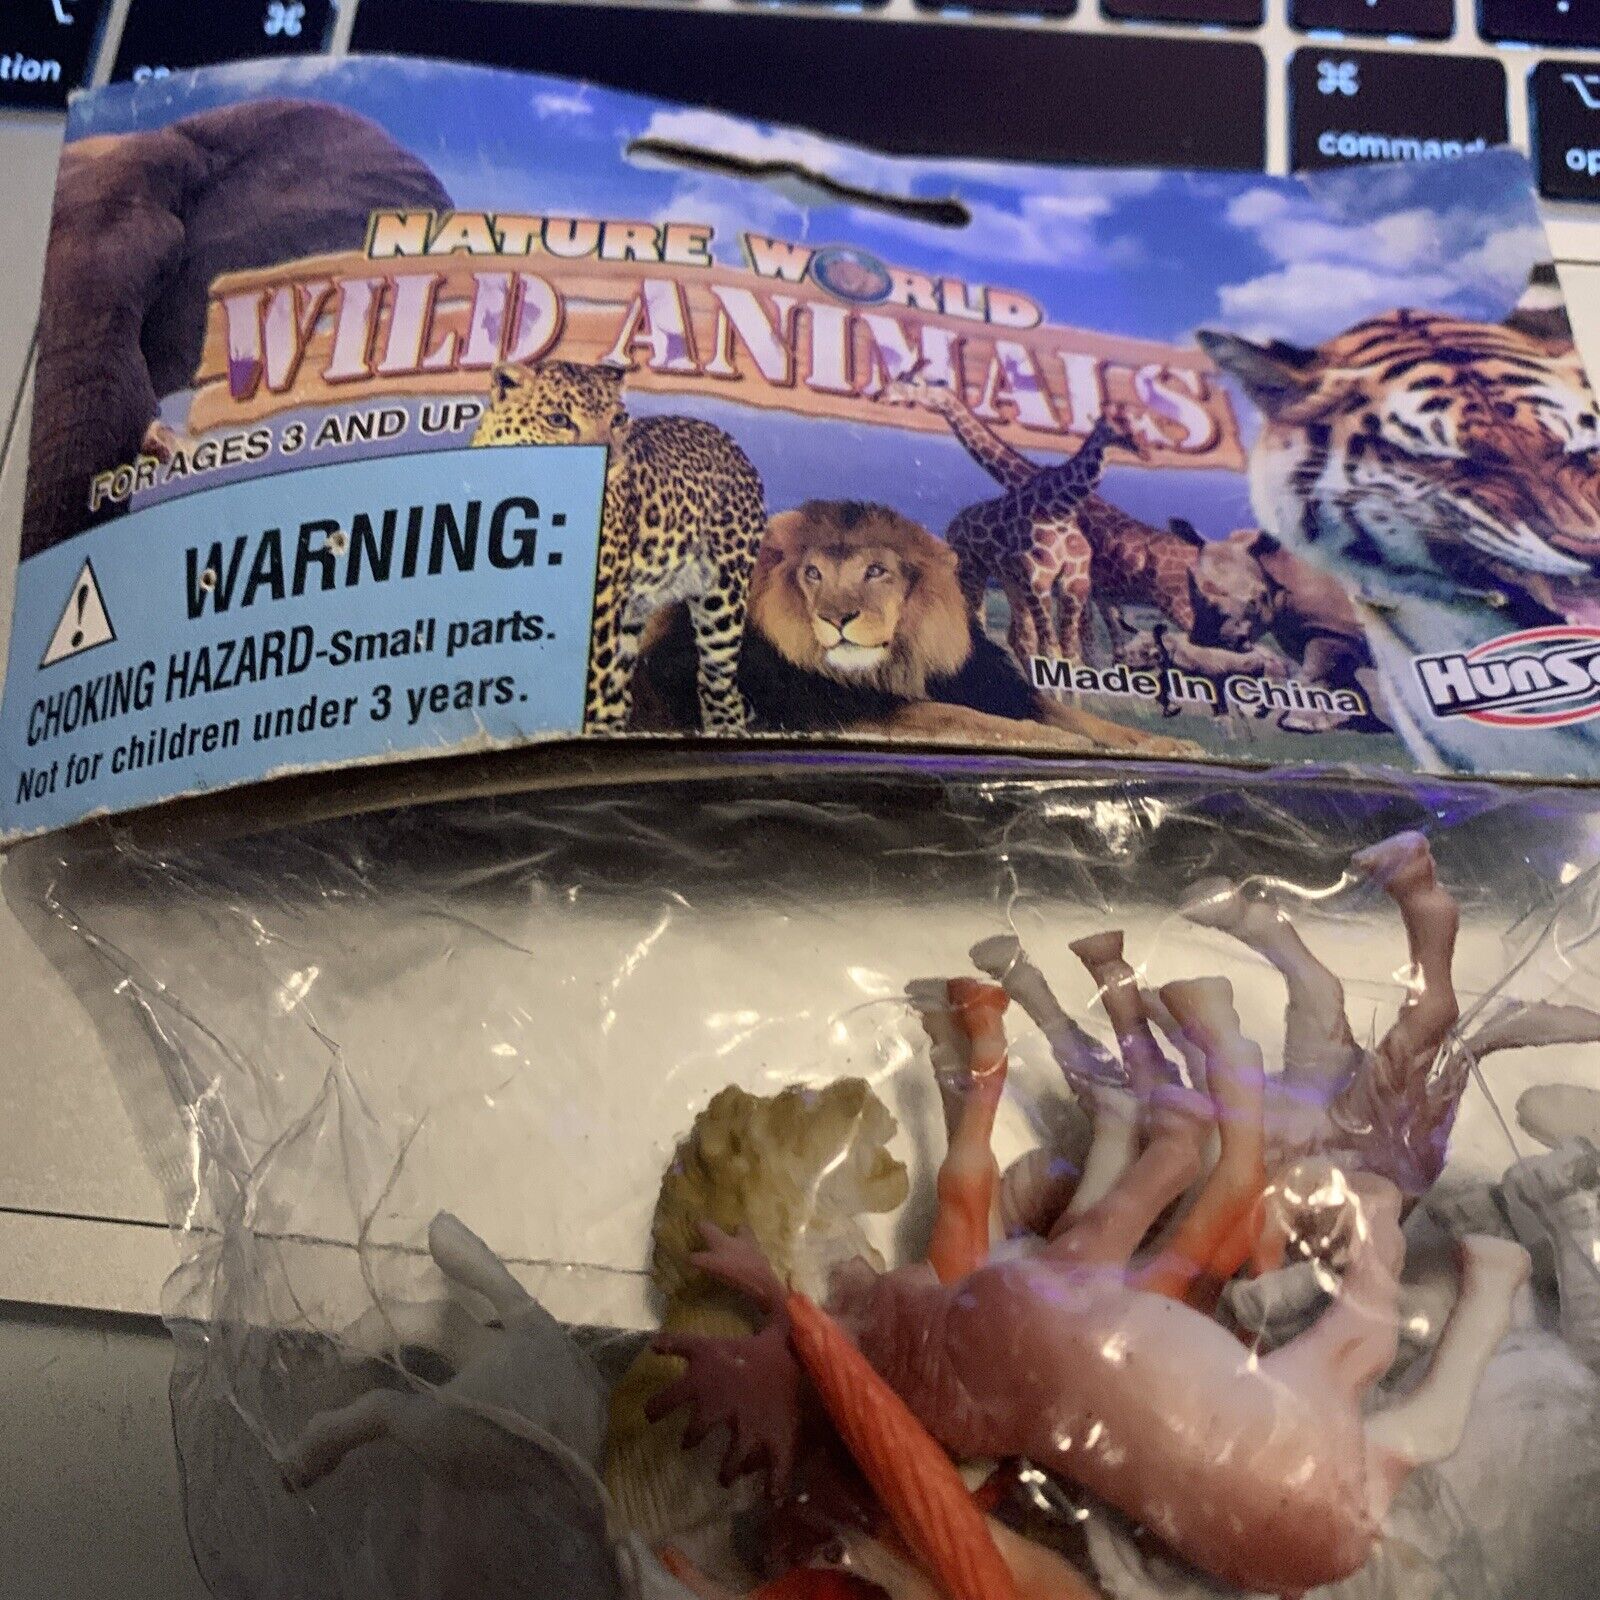 tion
⌘
⌘
command
NATURE WORLD
WILD ANIMALS
FOR AGES 3 AND UP
WARNING:
CHOKING HAZARD-Small parts.
Not for children under 3 years.
Made In China